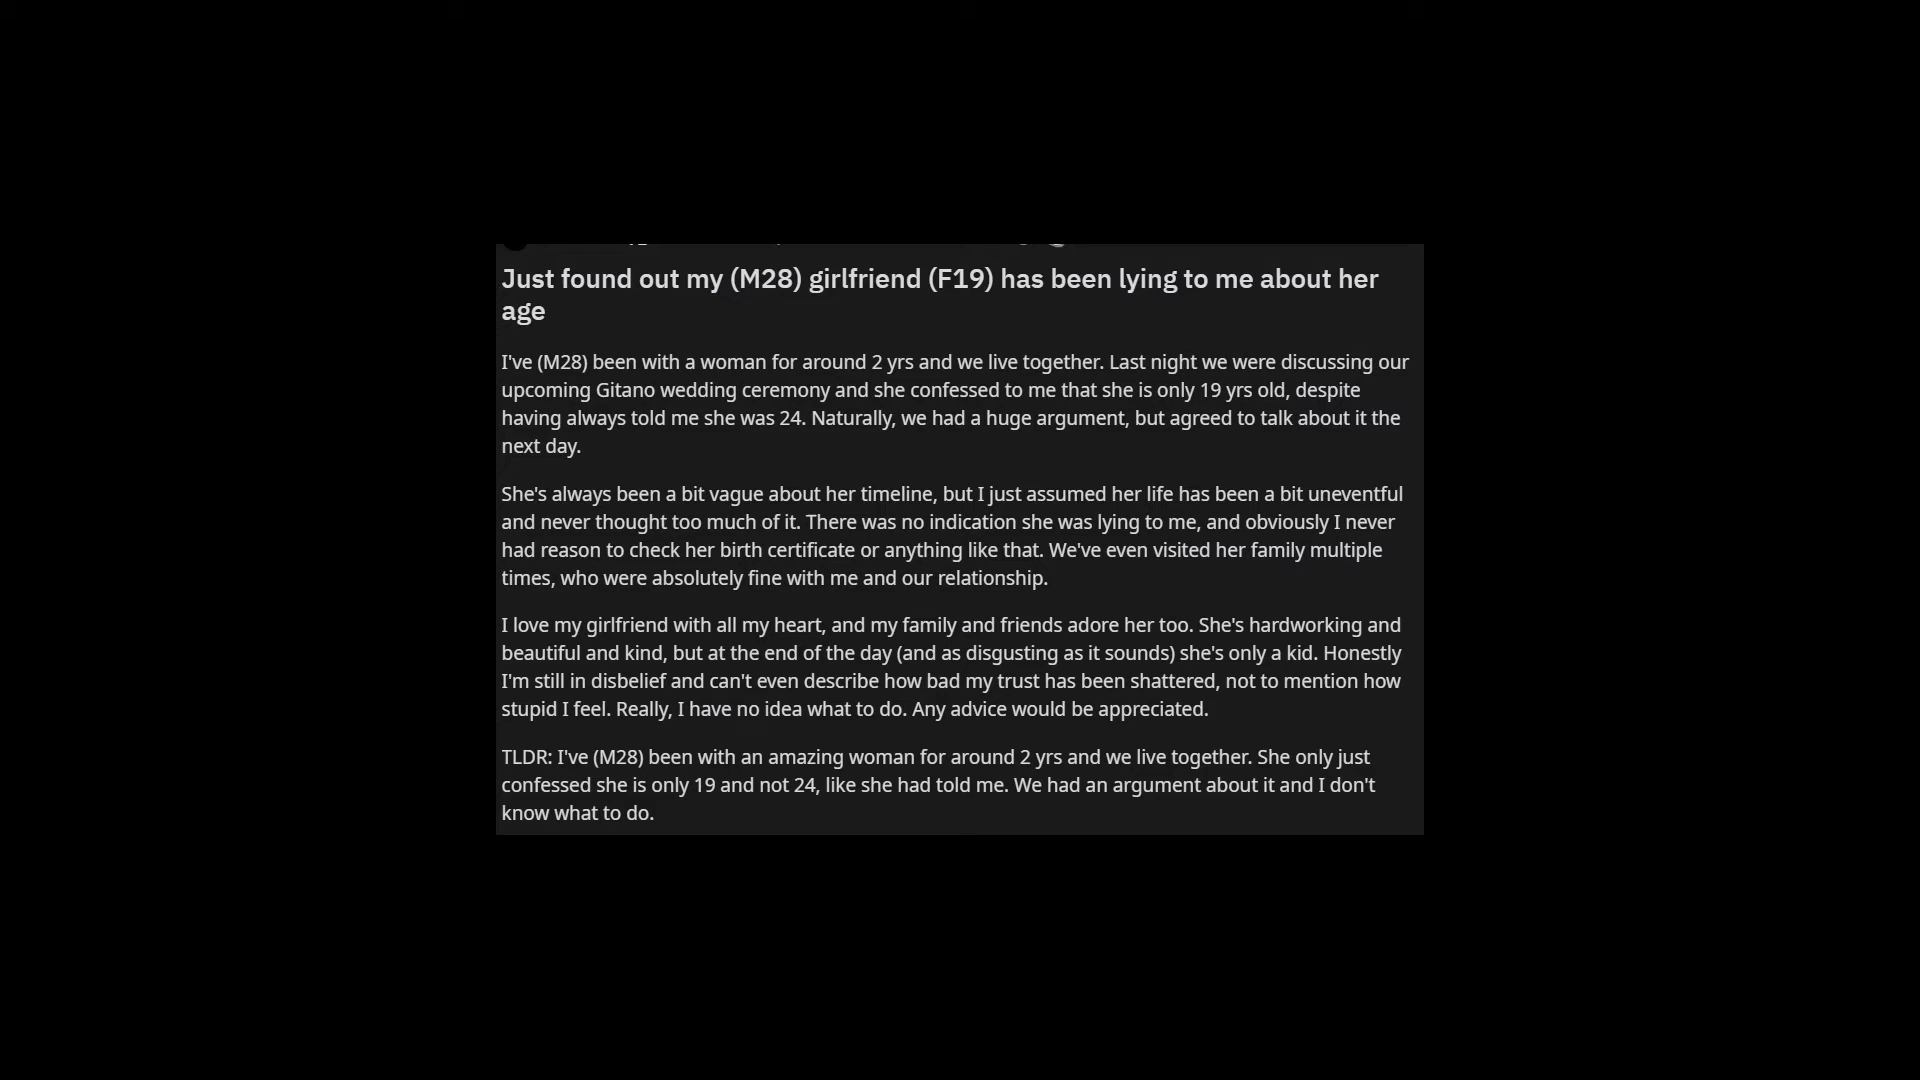 Just found out my (M28) girlfriend (F19) has been lying to me about her
age
I've (M28) been with a woman for around 2 yrs and we live together. Last night we were discussing our
upcoming Gitano wedding ceremony and she confessed to me that she is only 19 yrs old, despite
having always told me she was 24. Naturally, we had a huge argument, but agreed to talk about it the
next day.
She's always been a bit vague about her timeline, but I just assumed her life has been a bit uneventful
and never thought too much of it. There was no indication she was lying to me, and obviously I never
had reason to check her birth certificate or anything like that. We've even visited her family multiple
times, who were absolutely fine with me and our relationship.
I love my girlfriend with all my heart, and my family and friends adore her too. She's hardworking and
beautiful and kind, but at the end of the day (and as disgusting as it sounds) she's only a kid. Honestly
I'm still in disbelief and can't even describe how bad my trust has been shattered, not to mention how
stupid I feel. Really, I have no idea what to do. Any advice would be appreciated.
TLDR: I've (M28) been with an amazing woman for around 2 yrs and we live together. She only just
confessed she is only 19 and not 24, like she had told me. We had an argument about it and I don't
know what to do.